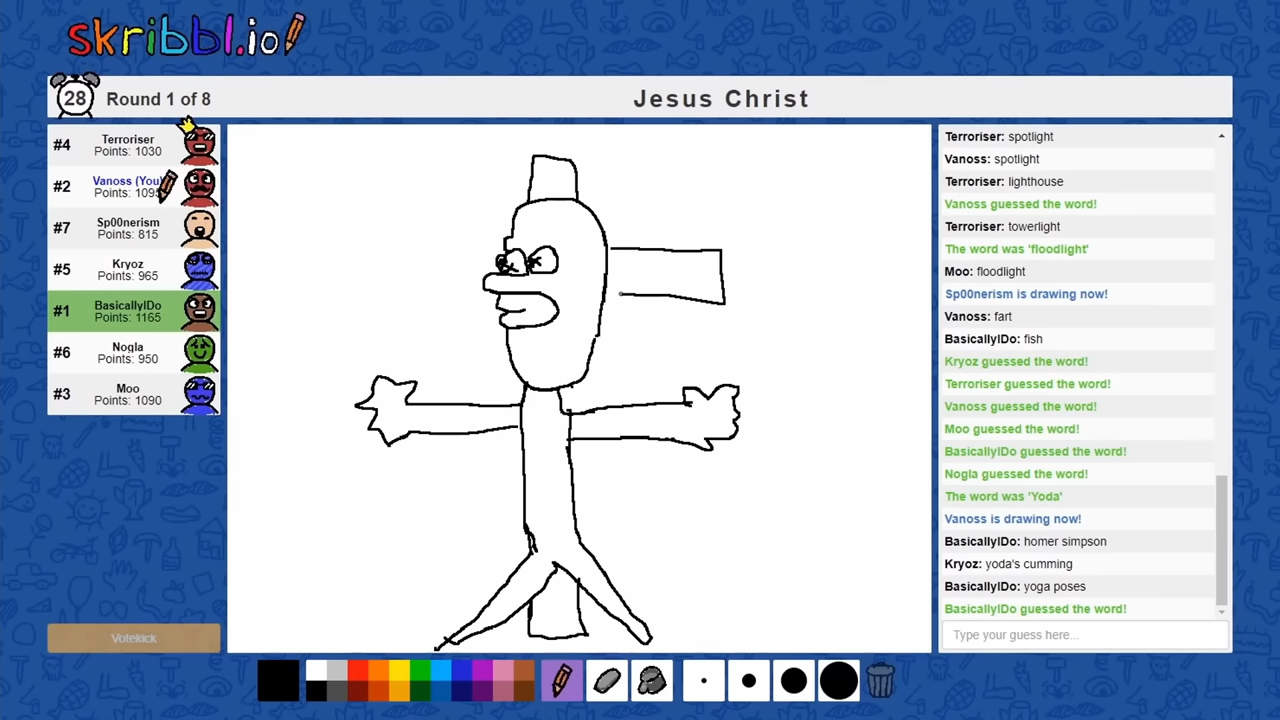 skribbl.io
28 Round 1 of 8 Jesus Christ
#4 Terroriser
Points: 1030
#2 Vanoss (You)
Points: 1095
#7 Sp00nerism
Points: 815
#5 Kryoz
Points: 965
#1 BasicallyIDo
Points: 1165
#6 Nogla
Points: 950
#3 Moo
Points: 1090
Votekick
Terroriser: spotlight
Vanoss: spotlight
Terroriser: lighthouse
Vanoss guessed the word!
Terroriser: towerlight
The word was 'floodlight'
Moo: floodlight
Sp00nerism is drawing now!
Vanoss: fart
BasicallyIDo: fish
Kryoz guessed the word!
Terroriser guessed the word!
Vanoss guessed the word!
Moo guessed the word!
BasicallyIDo guessed the word!
Nogla guessed the word!
The word was 'Yoda'
Vanoss is drawing now!
BasicallyIDo: homer simpson
Kryoz: yoda's cumming
BasicallyIDo: yoga poses
BasicallyIDo guessed the word!
Type your guess here...